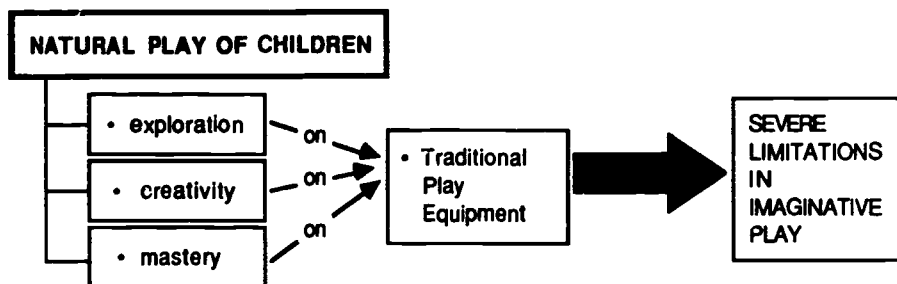 NATURAL PLAY OF CHILDREN
• exploration
on
• creativity
on
• mastery
on
• Traditional
Play
Equipment
SEVERE
LIMITATIONS
IN
IMAGINATIVE
PLAY